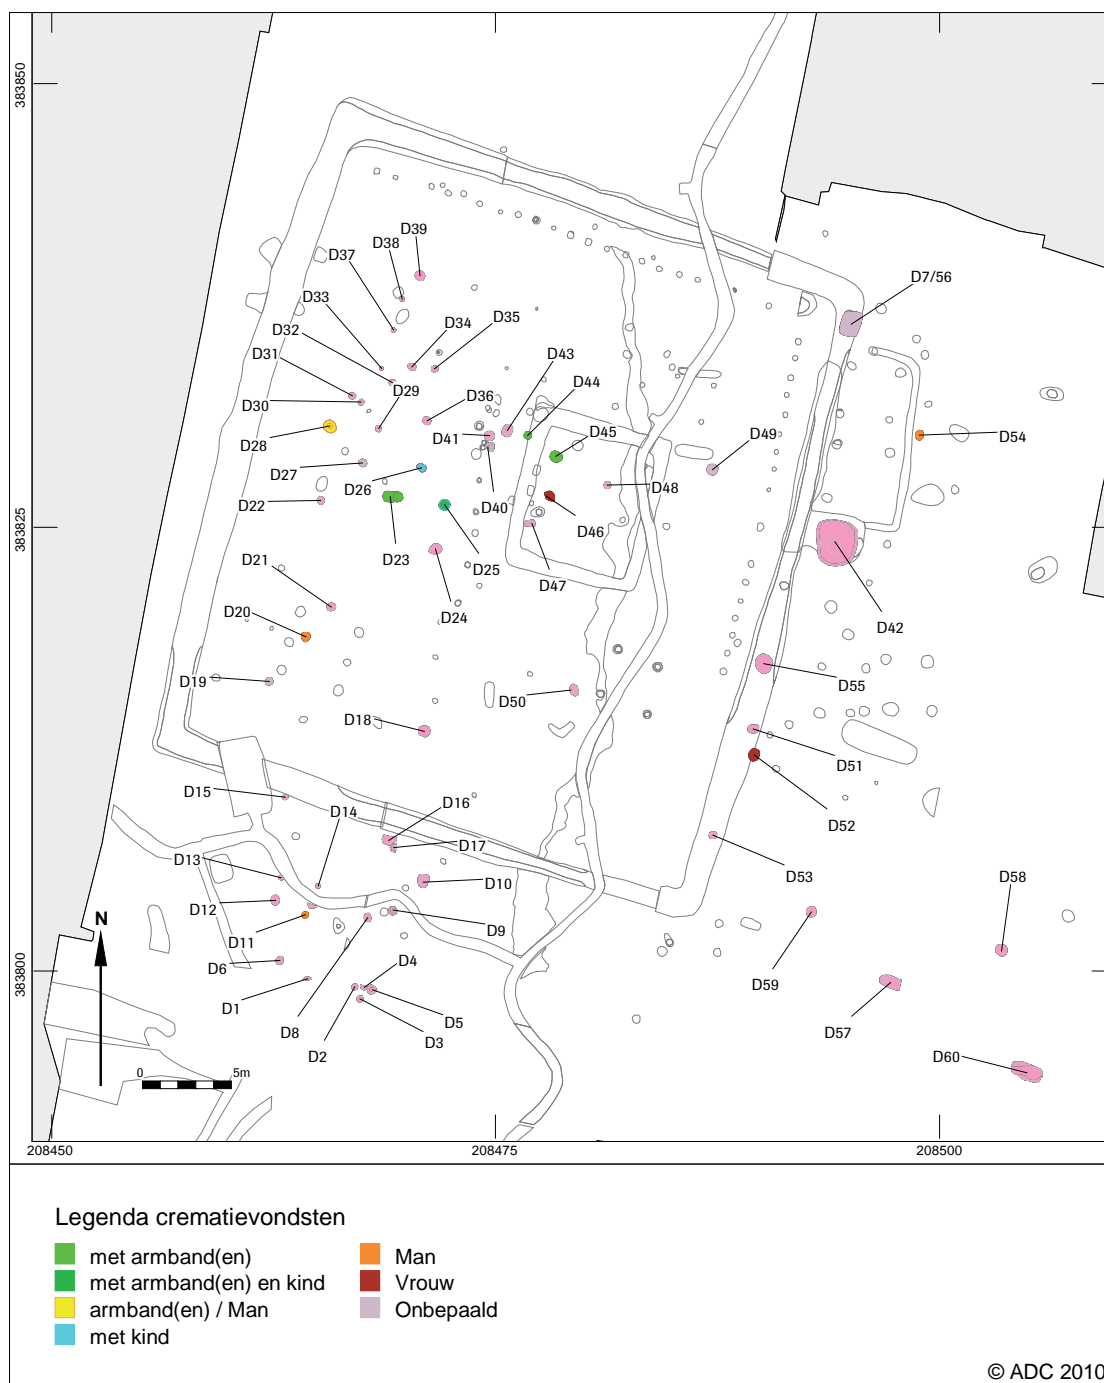 383850
D39
D38
D37
D7/56
D33
D32
D34
D35
D43
D31
D29
D44
D36
D30
D45
D41
D49
D54
D28
D27
D26
D48
D22
D40
D46
383825
D23
D25
D47
D21
D24
D42
D20
D55
D19
D50
D18
D51
D15
D14
D16
D52
D17
D13
D10
D53
D58
D12
N
D11
D9
D6
D4
D59
383800
D1
D8
D5
D57
D2
D3
D60
0 5m
208450 208475 208500
Legenda crematievondsten
met armband(en)
met armband(en) en kind
armband(en) / Man
met kind
Man
Vrouw
Onbepaald
© ADC 2010